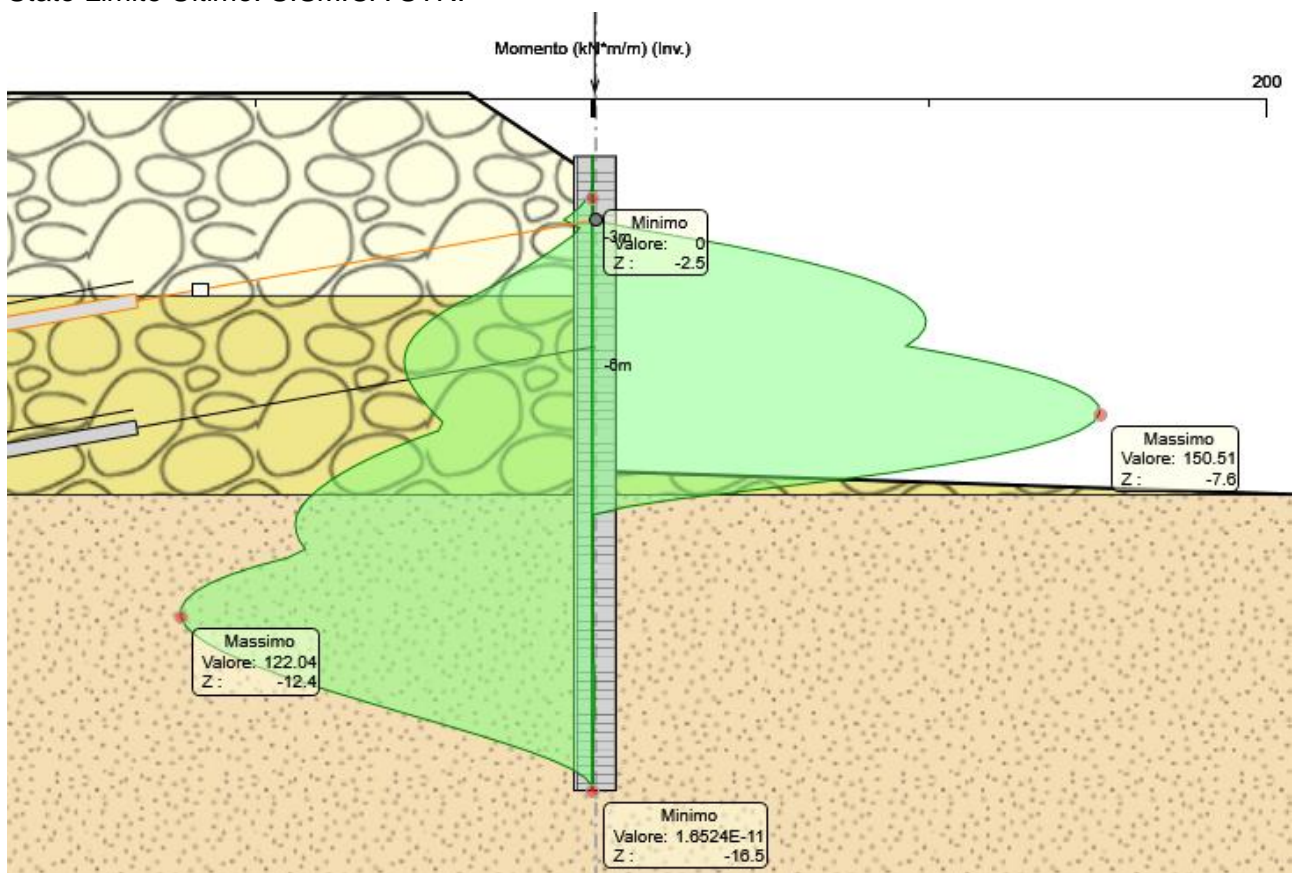 Momento (kN*m/m) (Inv.)
200
Minimo
Valore: 0
Z : -2.5
-3m
-6m
Massimo
Valore: 150.51
Z : -7.6
Massimo
Valore: 122.04
Z : -12.4
Minimo
Valore: 1.6524E-11
Z : -16.5